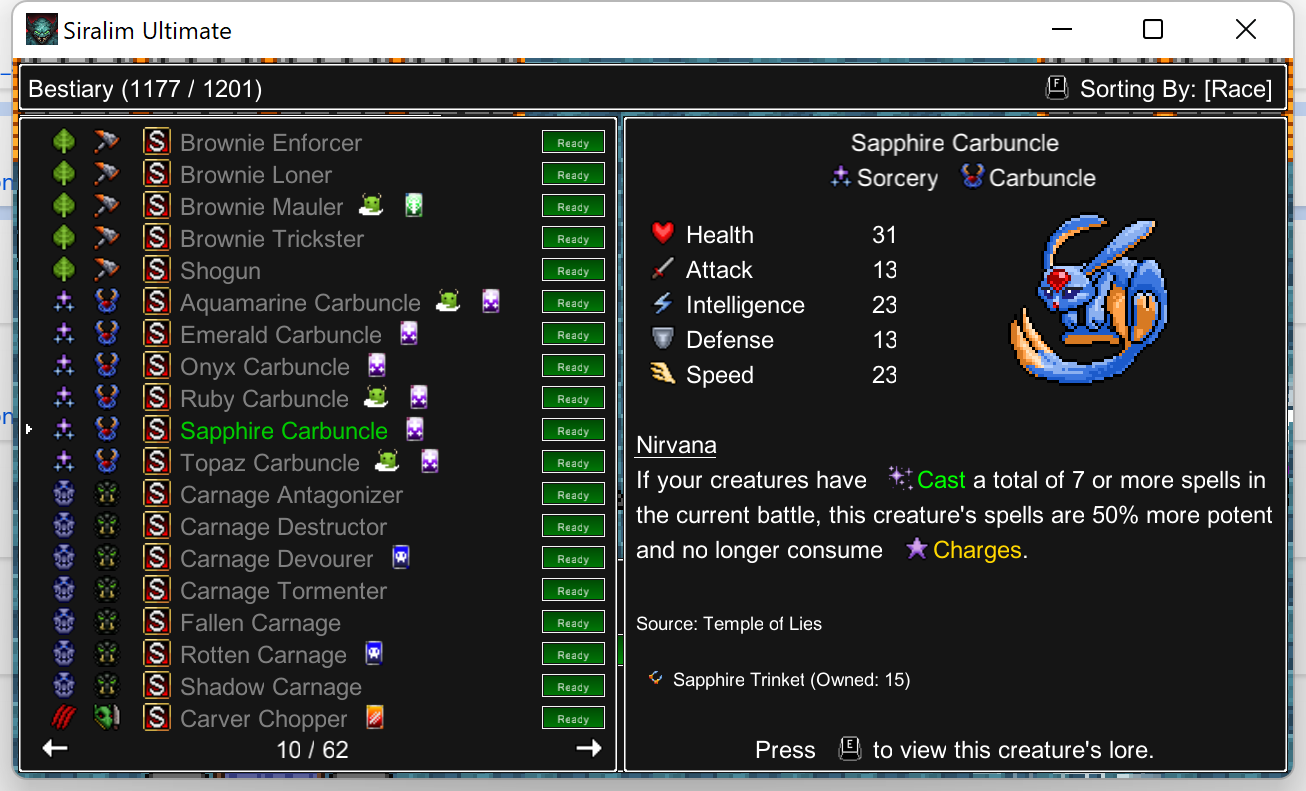 Siralim Ultimate
Bestiary (1177 / 1201)
F Sorting By: [Race]
S Brownie Enforcer Ready
S Brownie Loner Ready
S Brownie Mauler Ready
S Brownie Trickster Ready
S Shogun Ready
S Aquamarine Carbuncle Ready
S Emerald Carbuncle Ready
S Onyx Carbuncle Ready
S Ruby Carbuncle Ready
S Sapphire Carbuncle Ready
S Topaz Carbuncle Ready
S Carnage Antagonizer Ready
S Carnage Destructor Ready
S Carnage Devourer Ready
S Carnage Tormenter Ready
S Fallen Carnage Ready
S Rotten Carnage Ready
S Shadow Carnage Ready
S Carver Chopper Ready
10 / 62
Sapphire Carbuncle
Sorcery Carbuncle
Health 31
Attack 13
Intelligence 23
Defense 13
Speed 23
Nirvana
If your creatures have Cast a total of 7 or more spells in
the current battle, this creature's spells are 50% more potent
and no longer consume Charges.
Source: Temple of Lies
Sapphire Trinket (Owned: 15)
Press E to view this creature's lore.